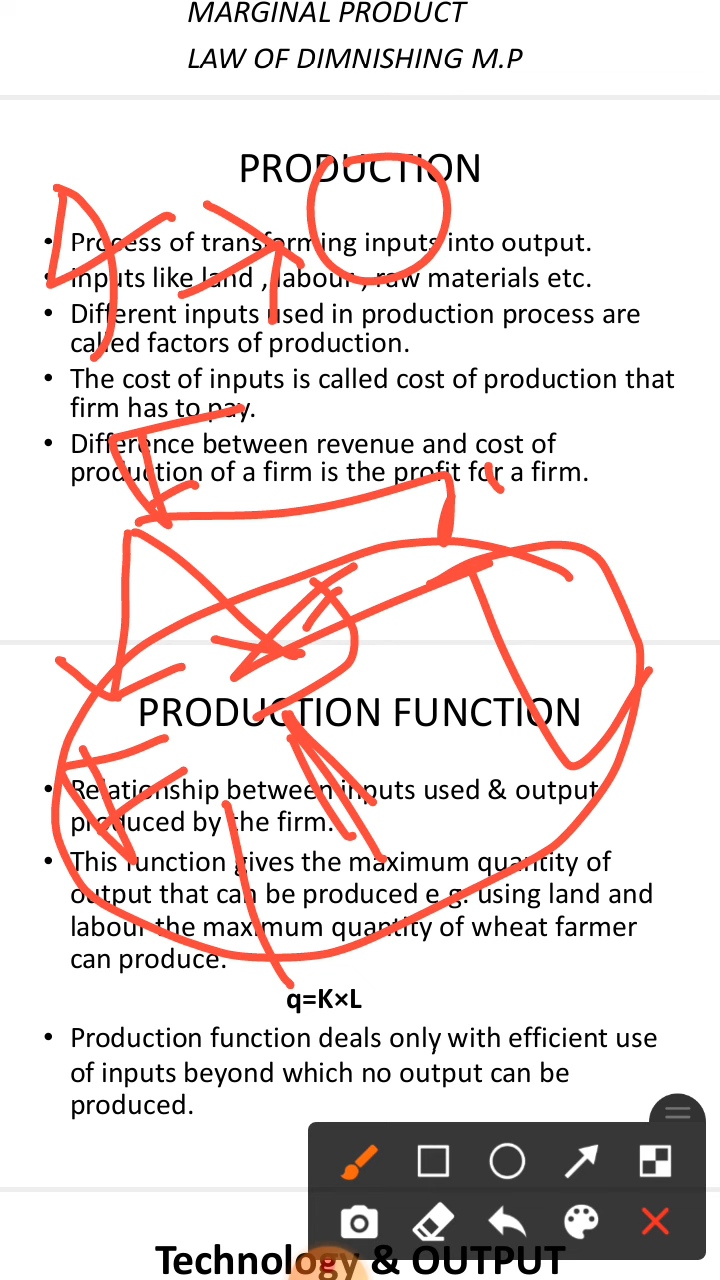 MARGINAL PRODUCT
LAW OF DIMNISHING M.P
PRODUCTION
• Process of transforming inputs into output.
• Inputs like land , labour , raw materials etc.
• Different inputs used in production process are
called factors of production.
• The cost of inputs is called cost of production that
firm has to pay.
• Difference between revenue and cost of
production of a firm is the profit for a firm.
PRODUCTION FUNCTION
• Relationship between inputs used & output
produced by the firm.
• This function gives the maximum quantity of
output that can be produced e.g. using land and
labour the maximum quantity of wheat farmer
can produce.
q=K×L
• Production function deals only with efficient use
of inputs beyond which no output can be
produced.
Technology & OUTPUT